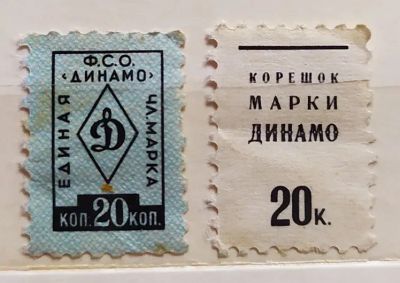 Ф.С.О.
«ДИНАМО»
ЕДИНАЯ
ЧЛ.МАРКА
Д
КОП. 20 КОП.
КОРЕШОК
МАРКИ
ДИНАМО
20К.